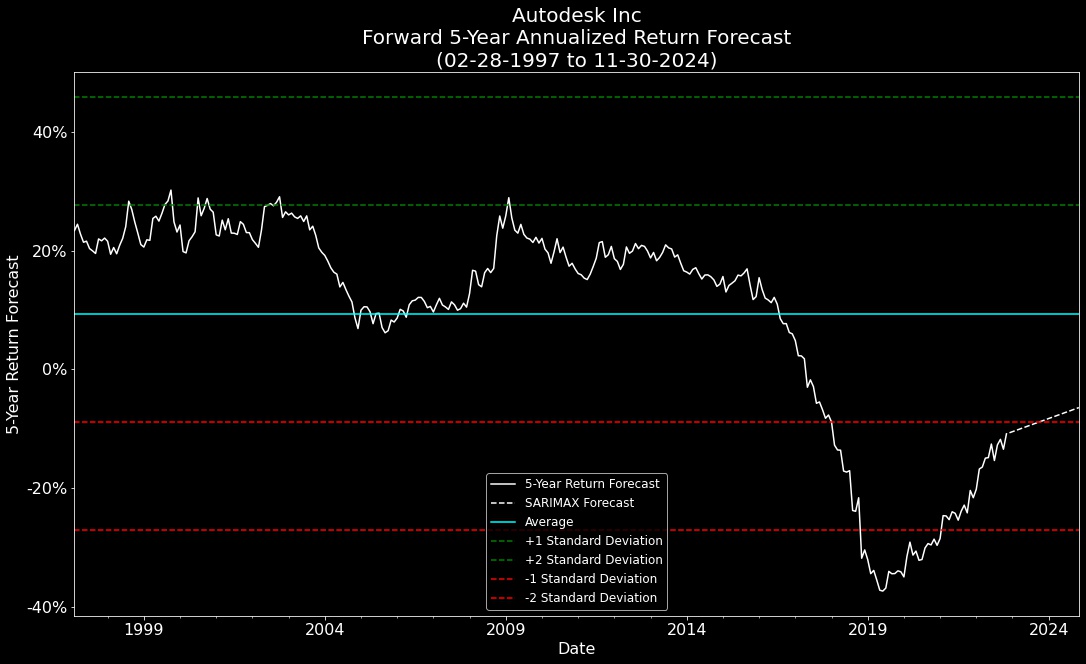 Autodesk Inc
Forward 5-Year Annualized Return Forecast
(02-28-1997 to 11-30-2024)
5-Year Return Forecast
40%
20%
0%
-20%
-40%
5-Year Return Forecast
SARIMAX Forecast
Average
+1 Standard Deviation
+2 Standard Deviation
-1 Standard Deviation
-2 Standard Deviation
1999
2004
2009
2014
2019
2024
Date